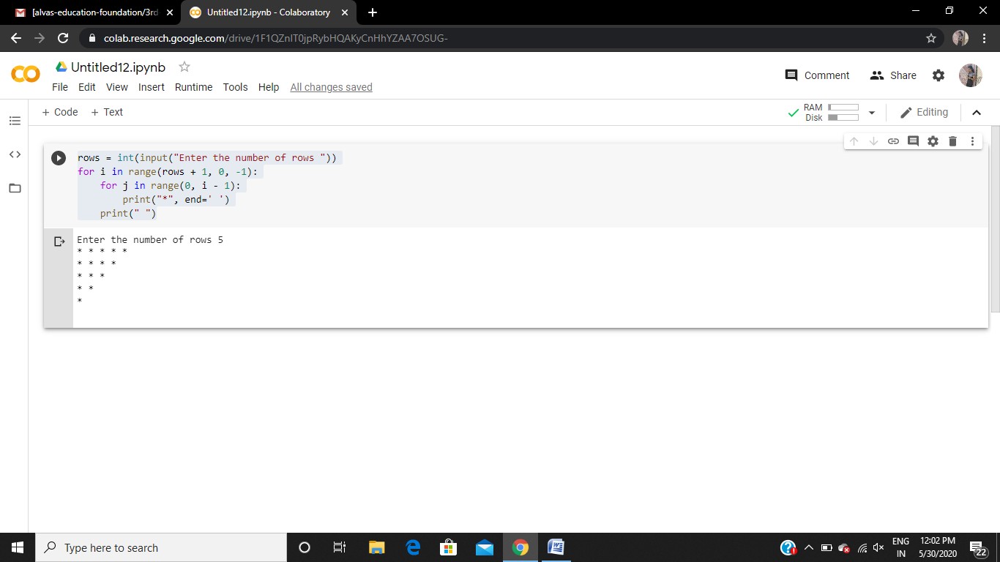 [alvas-education-foundation/3rd
Untitled12.ipynb - Colaboratory
colab.research.google.com/drive/1F1QZnIT0jpRybHQAKyCnHhYZAA7OSUG-
Untitled12.ipynb
File Edit View Insert Runtime Tools Help All changes saved
Comment Share
+ Code + Text
RAM
Disk
Editing
rows = int(input("Enter the number of rows "))
for i in range(rows + 1, 0, -1):
    for j in range(0, i - 1):
        print("*", end=' ')
    print(" ")
Enter the number of rows 5
* * * * *
* * * *
* * *
* *
*
Type here to search
ENG
IN
12:02 PM
5/30/2020
22